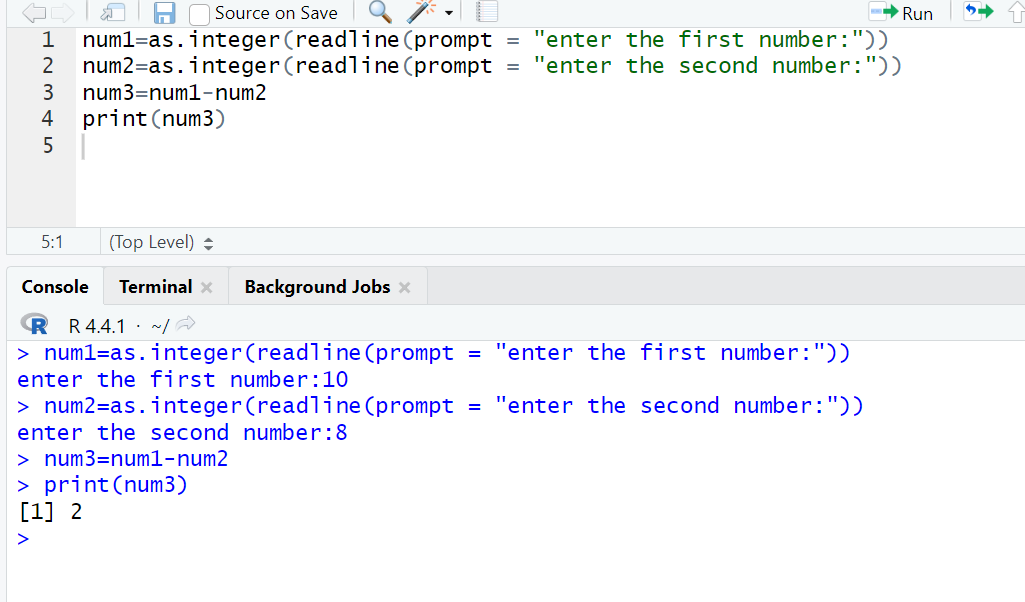 Source on Save
Run
1 num1=as.integer(readline(prompt = "enter the first number:"))
2 num2=as.integer(readline(prompt = "enter the second number:"))
3 num3=num1-num2
4 print(num3)
5
5:1 (Top Level)
Console Terminal Background Jobs
R R 4.4.1 · ~/
> num1=as.integer(readline(prompt = "enter the first number:"))
enter the first number:10
> num2=as.integer(readline(prompt = "enter the second number:"))
enter the second number:8
> num3=num1-num2
> print(num3)
[1] 2
>